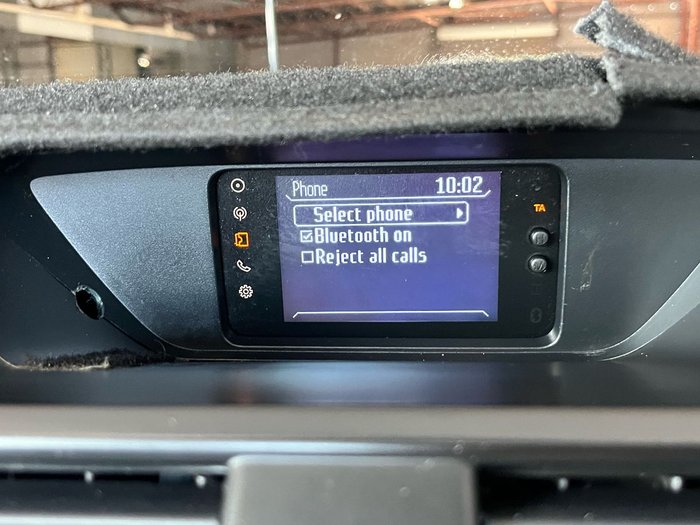 Phone 10:02
Select phone
TA
Bluetooth on
Reject all calls